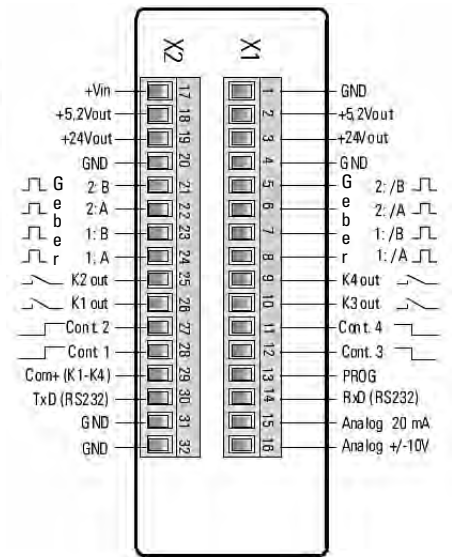 X2 X1
+Vin 17 1 GND
+5,2Vout 18 2 +5,2Vout
+24Vout 19 3 +24Vout
GND 20 4 GND
2: B 21 5 2: /B
2: A 22 6 2: /A
1: B 23 7 1: /B
1, A 24 8 1: /A
Geber Geber
K2 out 25 9 K4 out
K1 out 26 10 K3 out
Cont. 2 27 11 Cont. 4
Cont 1 28 12 Cont. 3
Com+ (K1-K4) 29 13 PROG
TxD (RS232) 30 14 RxD (RS232)
GND 31 15 Analog 20 mA
GND 32 16 Analog +/-10V